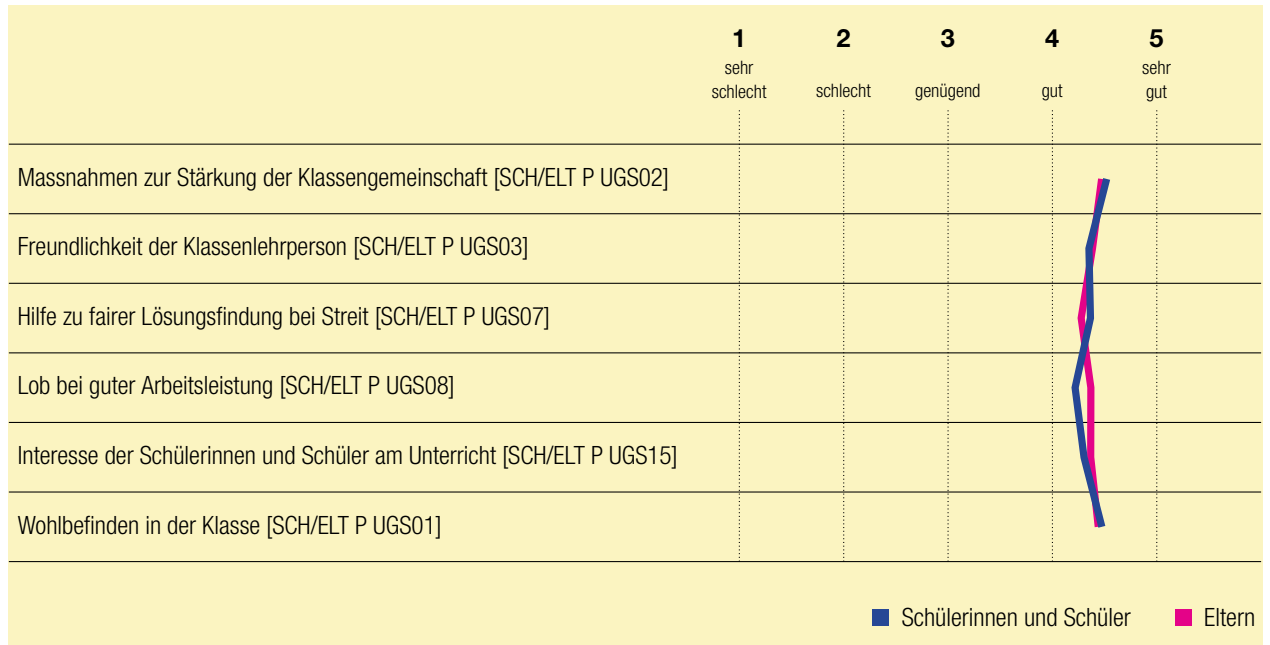 1 2 3 4 5
sehr schlecht schlecht genügend gut sehr gut
Massnahmen zur Stärkung der Klassengemeinschaft [SCH/ELT P UGS02]
Freundlichkeit der Klassenlehrperson [SCH/ELT P UGS03]
Hilfe zu fairer Lösungsfindung bei Streit [SCH/ELT P UGS07]
Lob bei guter Arbeitsleistung [SCH/ELT P UGS08]
Interesse der Schülerinnen und Schüler am Unterricht [SCH/ELT P UGS15]
Wohlbefinden in der Klasse [SCH/ELT P UGS01]
Schülerinnen und Schüler Eltern